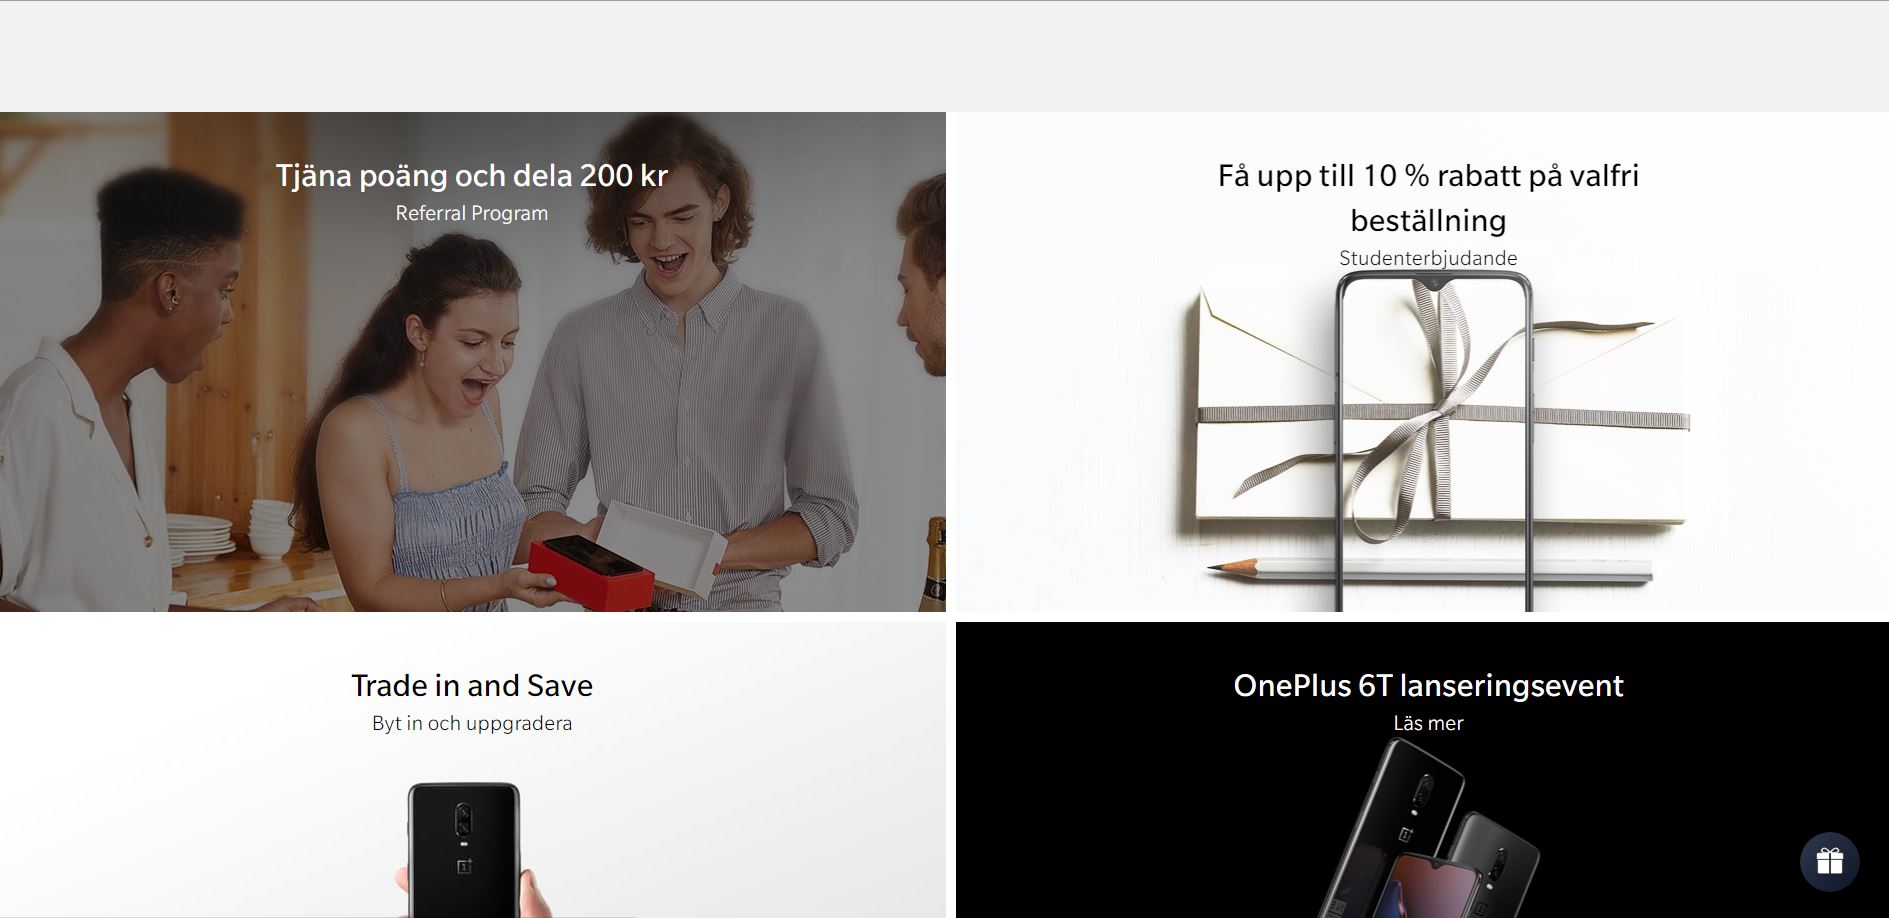 Tjäna poäng och dela 200 kr
Referral Program
Få upp till 10 % rabatt på valfri
beställning
Studenterbjudande
Trade in and Save
Byt in och uppgradera
OnePlus 6T lanseringsevent
Läs mer